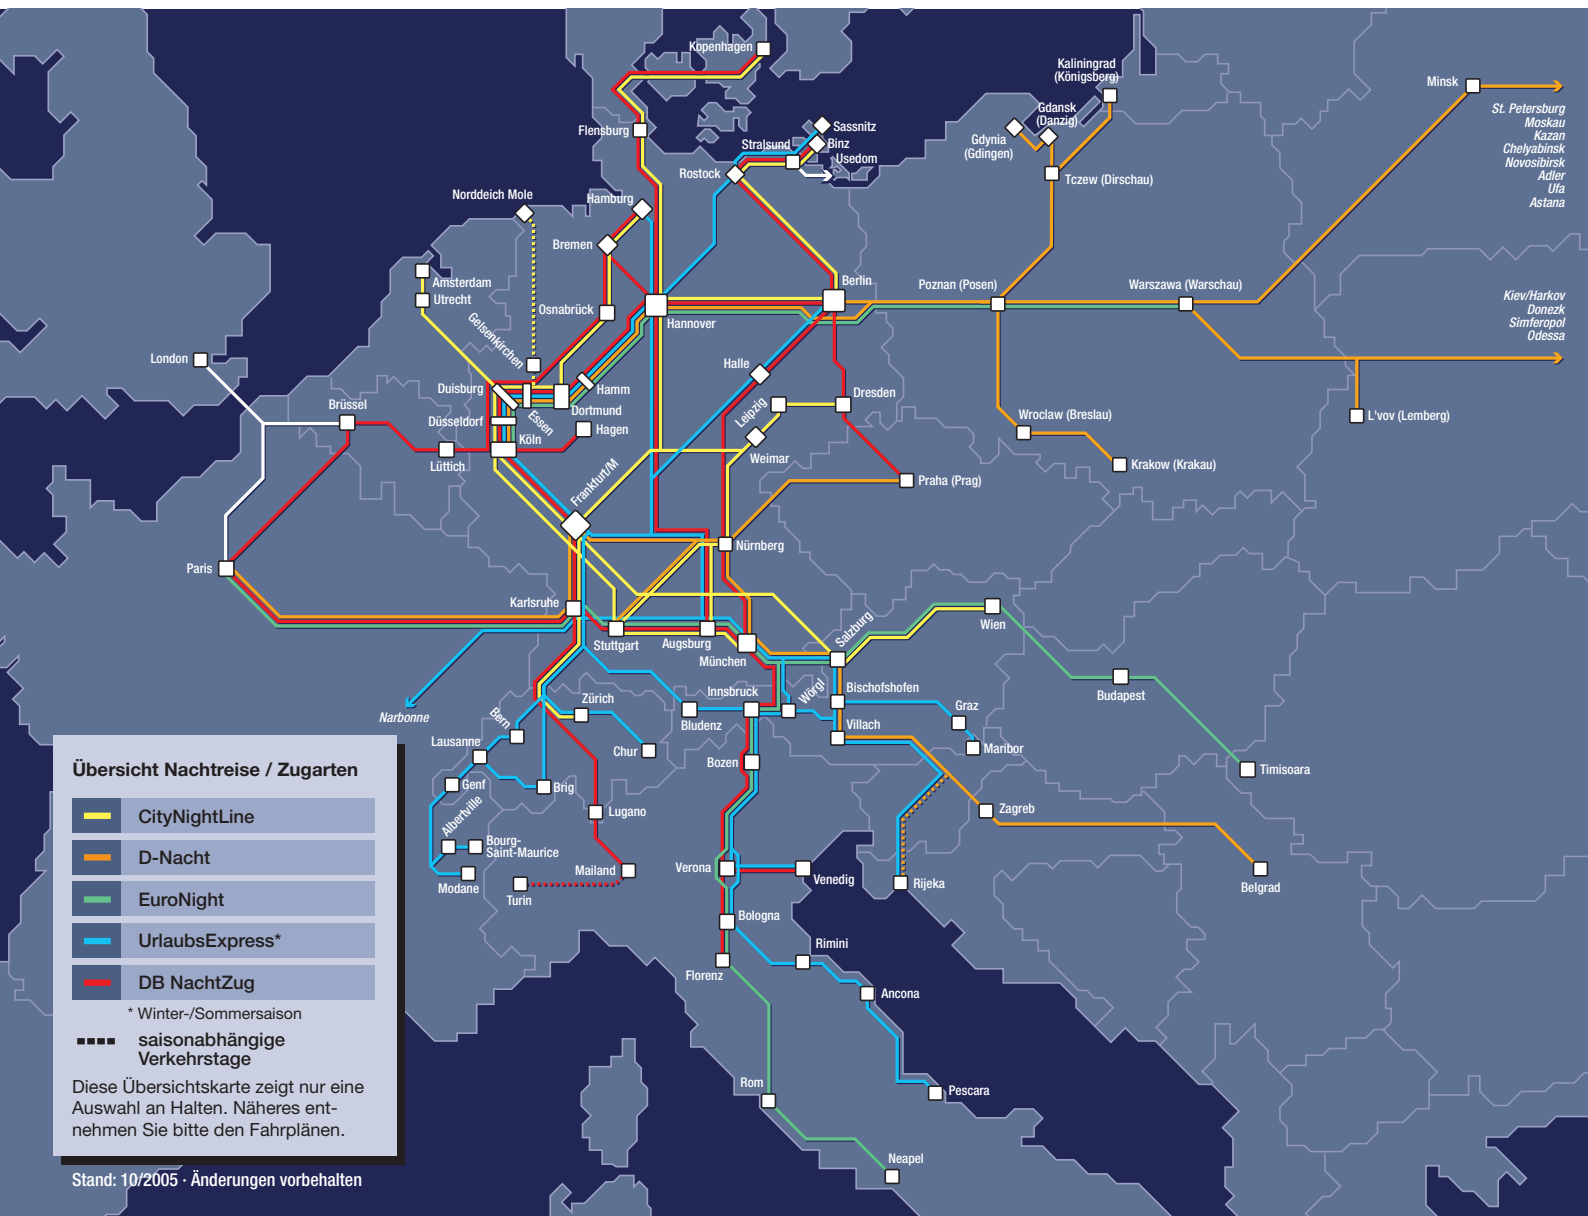 Kopenhagen
Kaliningrad
(Königsberg)
Minsk
St. Petersburg
Moskau
Kazan
Chelyabinsk
Novosibirsk
Adler
Ufa
Astana
Gdansk
(Danzig)
Gdynia
(Gdingen)
Flensburg
Sassnitz
Stralsund
Binz
Usedom
Rostock
Tczew (Dirschau)
Norddeich Mole
Hamburg
Bremen
Amsterdam
Utrecht
Berlin
Poznan (Posen)
Warszawa (Warschau)
Kiev/Harkov
Donezk
Simferopol
Odessa
Osnabrück
Hannover
Gelsenkirchen
London
Halle
Duisburg
Hamm
Dresden
Brüssel
Essen
Dortmund
Leipzig
Wroclaw (Breslau)
L'vov (Lemberg)
Düsseldorf
Hagen
Köln
Lüttich
Weimar
Krakow (Krakau)
Frankfurt/M
Praha (Prag)
Nürnberg
Paris
Karlsruhe
Stuttgart
Augsburg
München
Salzburg
Wien
Budapest
Innsbruck
Wörgl
Bischofshofen
Narbonne
Zürich
Bern
Bludenz
Graz
Villach
Lausanne
Chur
Maribor
Bozen
Timisoara
Genf
Brig
Albertville
Lugano
Zagreb
Bourg-
Saint-Maurice
Modane
Mailand
Turin
Verona
Venedig
Rijeka
Belgrad
Bologna
Rimini
Florenz
Ancona
Rom
Pescara
Neapel
Übersicht Nachtreise / Zugarten
CityNightLine
D-Nacht
EuroNight
UrlaubsExpress*
DB NachtZug
* Winter-/Sommersaison
saisonabhängige
Verkehrstage
Diese Übersichtskarte zeigt nur eine
Auswahl an Halten. Näheres ent-
nehmen Sie bitte den Fahrplänen.
Stand: 10/2005 · Änderungen vorbehalten